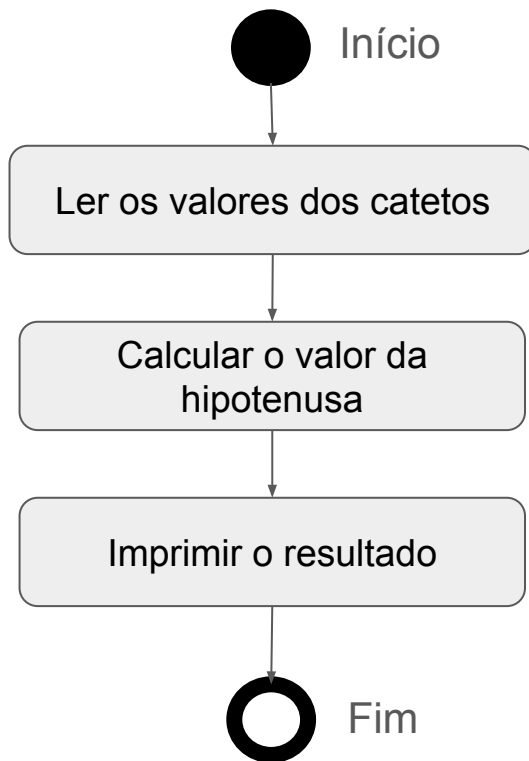 Início
Ler os valores dos catetos
Calcular o valor da
hipotenusa
Imprimir o resultado
Fim